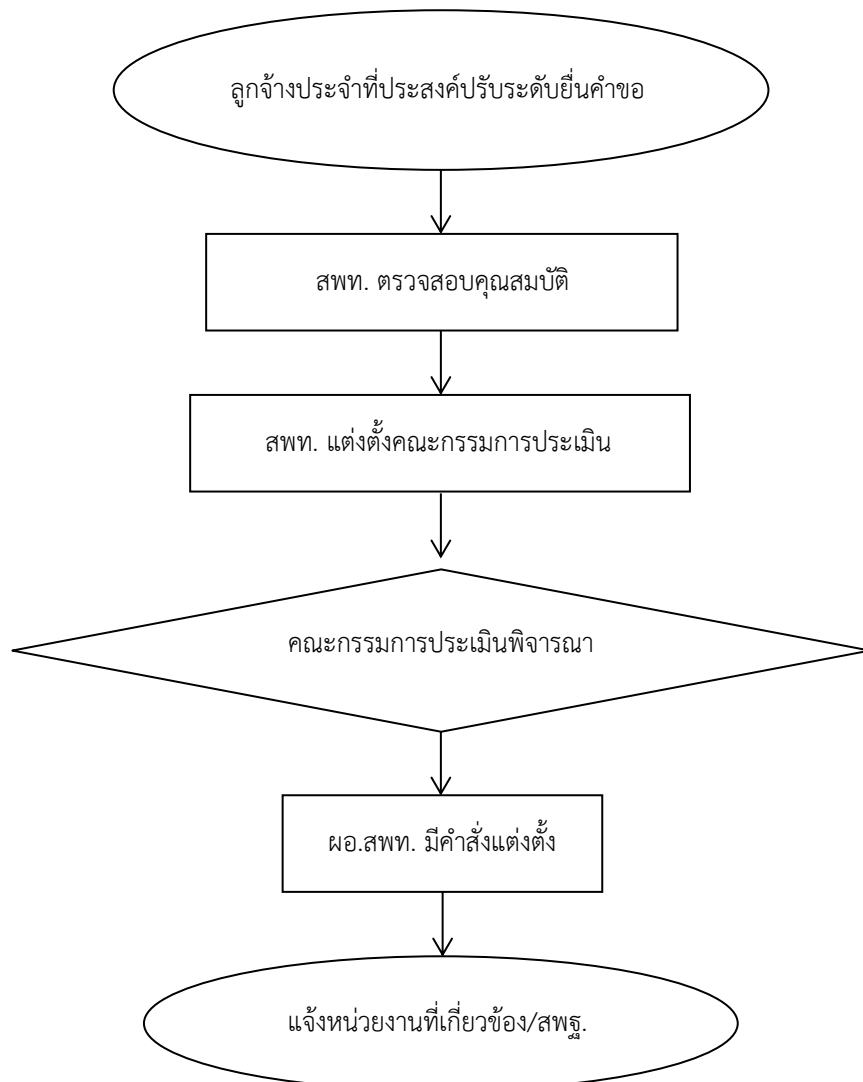 ลูกจ้างประจำที่ประสงค์ปรับระดับยื่นคำขอ
สพท. ตรวจสอบคุณสมบัติ
สพท. แต่งตั้งคณะกรรมการประเมิน
คณะกรรมการประเมินพิจารณา
ผอ.สพท. มีคำสั่งแต่งตั้ง
แจ้งหน่วยงานที่เกี่ยวข้อง/สพฐ.